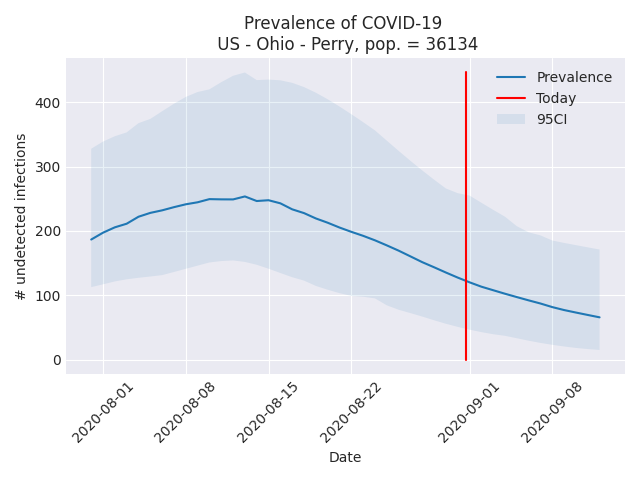 Prevalence of COVID-19
US - Ohio - Perry, pop. = 36134
Prevalence
Today
95CI
# undetected infections
400
300
200
100
0
2020-08-01
2020-08-08
2020-08-15
2020-08-22
2020-09-01
2020-09-08
Date